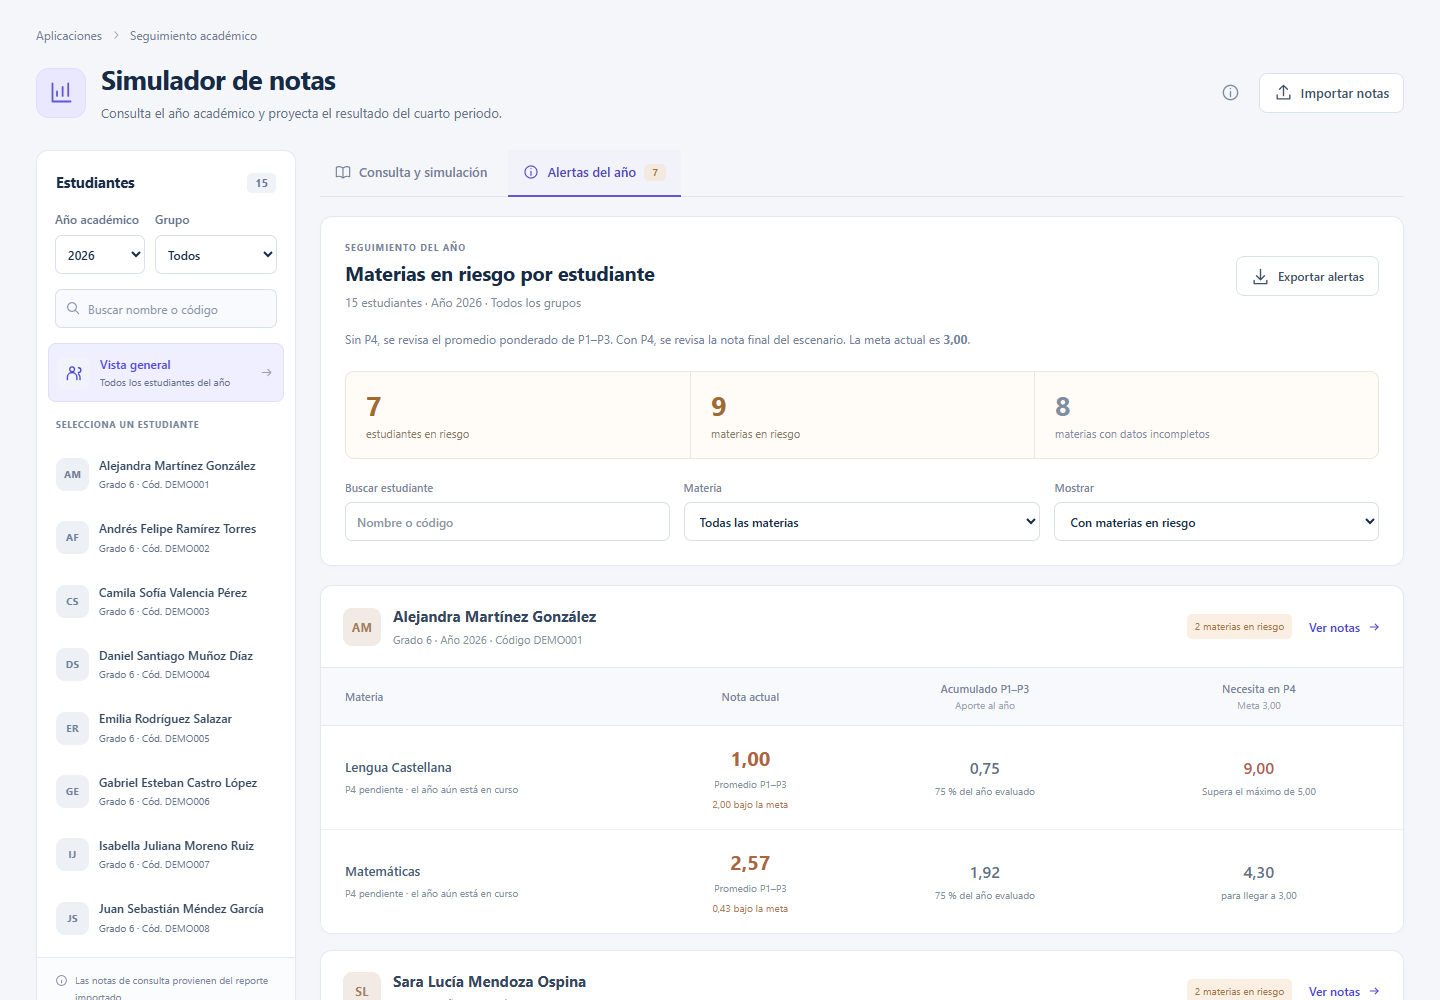 Aplicaciones > Seguimiento académico
Simulador de notas
Consulta el año académico y proyecta el resultado del cuarto periodo.
Importar notas
Estudiantes 15
Año académico Grupo
2026 Todos
Buscar nombre o código
Vista general
Todos los estudiantes del año
SELECCIONA UN ESTUDIANTE
AM Alejandra Martínez González
Grado 6 · Cód. DEMO001
AF Andrés Felipe Ramírez Torres
Grado 6 · Cód. DEMO002
CS Camila Sofía Valencia Pérez
Grado 6 · Cód. DEMO003
DS Daniel Santiago Muñoz Díaz
Grado 6 · Cód. DEMO004
ER Emilia Rodríguez Salazar
Grado 6 · Cód. DEMO005
GE Gabriel Esteban Castro López
Grado 6 · Cód. DEMO006
IJ Isabella Juliana Moreno Ruiz
Grado 6 · Cód. DEMO007
JS Juan Sebastián Méndez García
Grado 6 · Cód. DEMO008
Las notas de consulta provienen del reporte
importado
Consulta y simulación Alertas del año 7
SEGUIMIENTO DEL AÑO
Materias en riesgo por estudiante
15 estudiantes · Año 2026 · Todos los grupos
Exportar alertas
Sin P4, se revisa el promedio ponderado de P1–P3. Con P4, se revisa la nota final del escenario. La meta actual es 3,00.
7 9 8
estudiantes en riesgo materias en riesgo materias con datos incompletos
Buscar estudiante Materia Mostrar
Nombre o código Todas las materias Con materias en riesgo
AM Alejandra Martínez González
Grado 6 · Año 2026 · Código DEMO001
2 materias en riesgo Ver notas →
Materia Nota actual Acumulado P1–P3 Necesita en P4
Aporte al año Meta 3,00
Lengua Castellana 1,00 0,75 9,00
P4 pendiente · el año aún está en curso Promedio P1–P3 75 % del año evaluado Supera el máximo de 5,00
2,00 bajo la meta
Matemáticas 2,57 1,92 4,30
P4 pendiente · el año aún está en curso Promedio P1–P3 75 % del año evaluado para llegar a 3,00
0,43 bajo la meta
SL Sara Lucía Mendoza Ospina
2 materias en riesgo Ver notas →